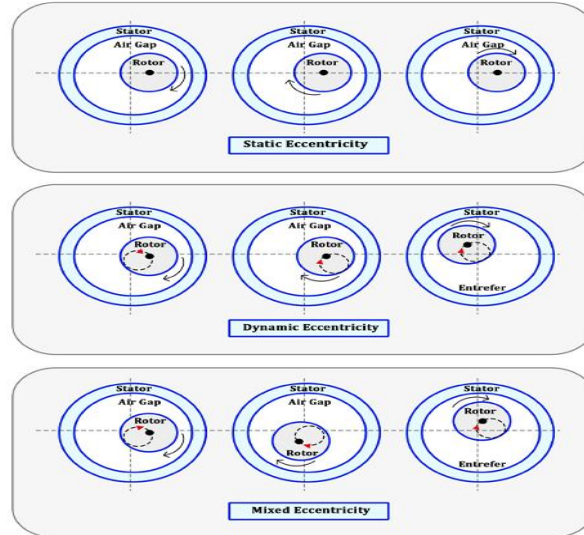 Stator Stator Stator
Air Gap Air Gap Air Gap
Rotor Rotor Rotor
Static Eccentricity
Stator Stator Stator
Air Gap Air Gap Rotor
Rotor Rotor
Entrefer
Dynamic Eccentricity
Stator Stator Stator
Air Gap Air Gap Rotor
Rotor
Rotor Entrefer
Mixed Eccentricity